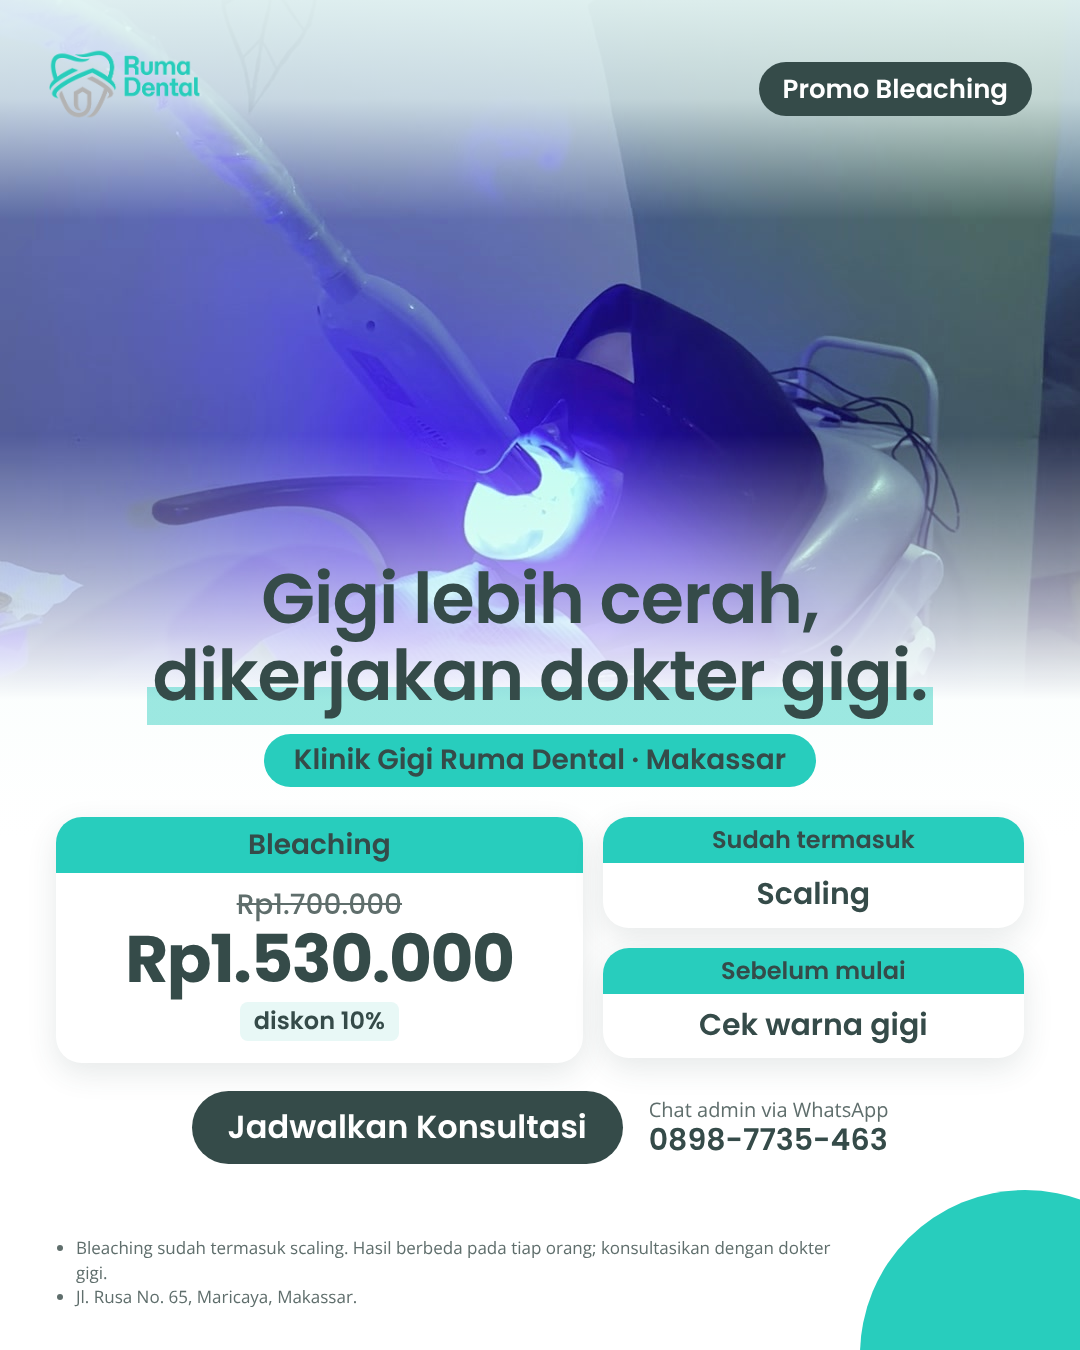 Ruma
Dental
Promo Bleaching
Gigi lebih cerah,
dikerjakan dokter gigi.
Klinik Gigi Ruma Dental · Makassar
Bleaching
Rp1.700.000
Rp1.530.000
diskon 10%
Sudah termasuk
Scaling
Sebelum mulai
Cek warna gigi
Jadwalkan Konsultasi
Chat admin via WhatsApp
0898-7735-463
• Bleaching sudah termasuk scaling. Hasil berbeda pada tiap orang; konsultasikan dengan dokter
gigi.
• Jl. Rusa No. 65, Maricaya, Makassar.